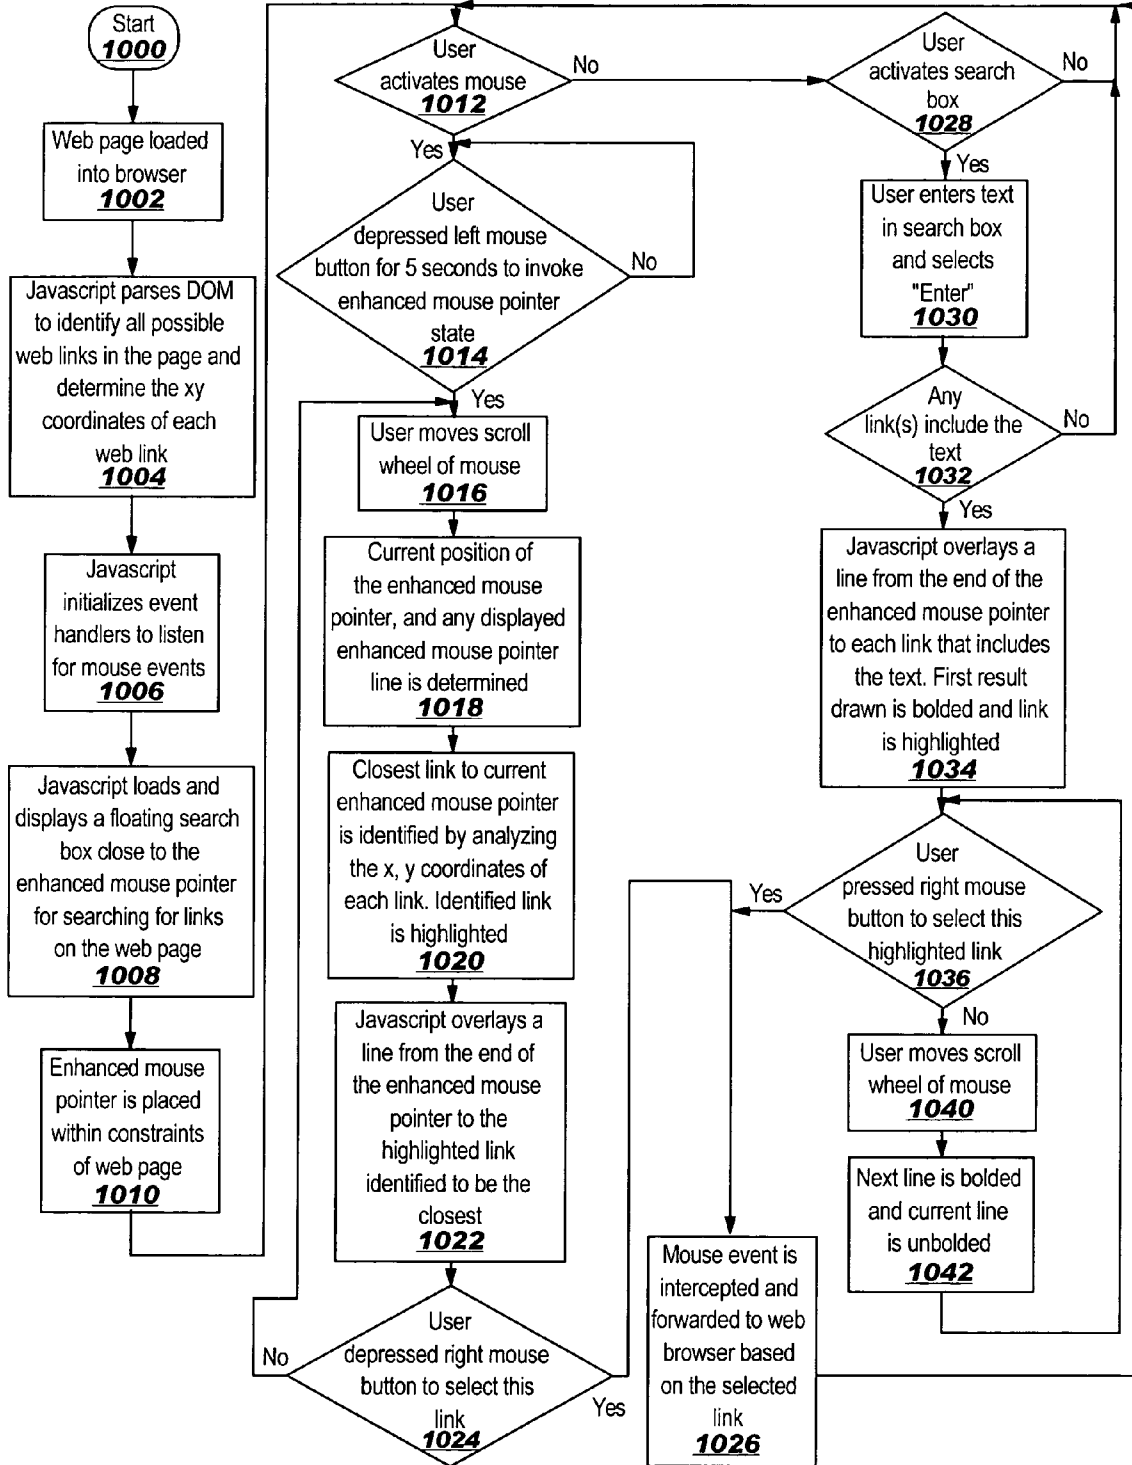 Start
1000
Web page loaded
into browser
1002
Javascript parses DOM
to identify all possible
web links in the page and
determine the xy
coordinates of each
web link
1004
Javascript
initializes event
handlers to listen
for mouse events
1006
Javascript loads and
displays a floating search
box close to the
enhanced mouse pointer
for searching for links
on the web page
1008
Enhanced mouse
pointer is placed
within constraints
of web page
1010
User
activates mouse
1012
No
Yes
User
depressed left mouse
button for 5 seconds to invoke
enhanced mouse pointer
state
1014
No
Yes
User moves scroll
wheel of mouse
1016
Current position of
the enhanced mouse
pointer, and any displayed
enhanced mouse pointer
line is determined
1018
Closest link to current
enhanced mouse pointer
is identified by analyzing
the x, y coordinates of
each link. Identified link
is highlighted
1020
Javascript overlays a
line from the end of
the enhanced mouse
pointer to the
highlighted link
identified to be the
closest
1022
User
depressed right mouse
button to select this
link
1024
No
Yes
Mouse event is
intercepted and
forwarded to web
browser based
on the selected
link
1026
User
activates search
box
1028
No
Yes
User enters text
in search box
and selects
"Enter"
1030
Any
link(s) include the
text
1032
No
Yes
Javascript overlays a
line from the end of the
enhanced mouse pointer
to each link that includes
the text. First result
drawn is bolded and link
is highlighted
1034
User
pressed right mouse
button to select this
highlighted link
1036
Yes
No
User moves scroll
wheel of mouse
1040
Next line is bolded
and current line
is unbolded
1042